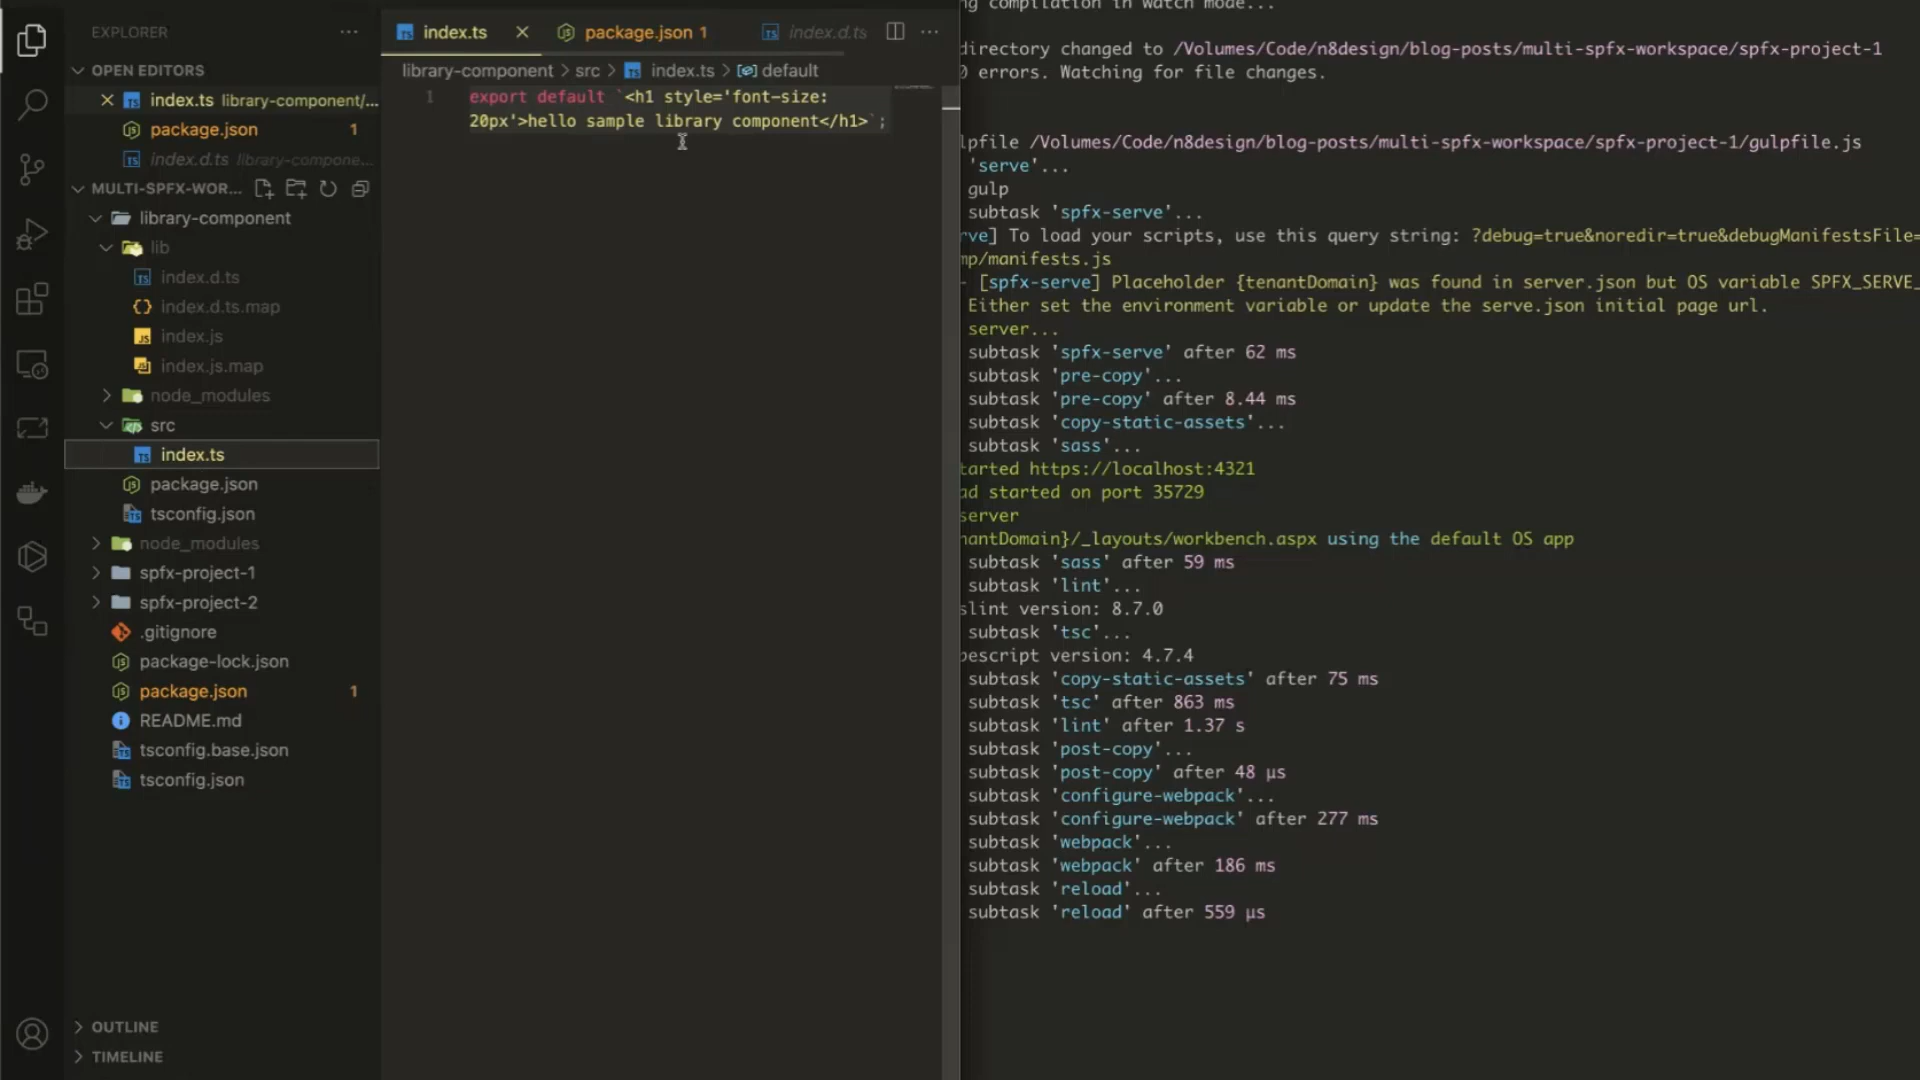 EXPLORER
OPEN EDITORS
index.ts library-component/...
package.json 1
index.d.ts library-compone...
MULTI-SPFX-WOR...
library-component
lib
index.d.ts
index.d.ts.map
index.js
index.js.map
node_modules
src
index.ts
package.json
tsconfig.json
node_modules
spfx-project-1
spfx-project-2
.gitignore
package-lock.json
package.json 1
README.md
tsconfig.base.json
tsconfig.json
OUTLINE
TIMELINE
index.ts package.json 1 index.d.ts
library-component > src > index.ts > default
1 export default `<h1 style='font-size:
20px'>hello sample library component</h1>`;
ng compilation in watch mode...
directory changed to /Volumes/Code/n8design/blog-posts/multi-spfx-workspace/spfx-project-1
0 errors. Watching for file changes.
lpfile /Volumes/Code/n8design/blog-posts/multi-spfx-workspace/spfx-project-1/gulpfile.js
'serve'...
gulp
subtask 'spfx-serve'...
rve] To load your scripts, use this query string: ?debug=true&noredir=true&debugManifestsFile=
mp/manifests.js
- [spfx-serve] Placeholder {tenantDomain} was found in server.json but OS variable SPFX_SERVE_
Either set the environment variable or update the serve.json initial page url.
server...
subtask 'spfx-serve' after 62 ms
subtask 'pre-copy'...
subtask 'pre-copy' after 8.44 ms
subtask 'copy-static-assets'...
subtask 'sass'...
tarted https://localhost:4321
ad started on port 35729
server
nantDomain}/_layouts/workbench.aspx using the default OS app
subtask 'sass' after 59 ms
subtask 'lint'...
slint version: 8.7.0
subtask 'tsc'...
pescript version: 4.7.4
subtask 'copy-static-assets' after 75 ms
subtask 'tsc' after 863 ms
subtask 'lint' after 1.37 s
subtask 'post-copy'...
subtask 'post-copy' after 48 μs
subtask 'configure-webpack'...
subtask 'configure-webpack' after 277 ms
subtask 'webpack'...
subtask 'webpack' after 186 ms
subtask 'reload'...
subtask 'reload' after 559 μs